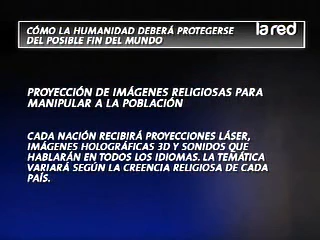 CÓMO LA HUMANIDAD DEBERÁ PROTEGERSE
DEL POSIBLE FIN DEL MUNDO
la red
PROYECCIÓN DE IMÁGENES RELIGIOSAS PARA
MANIPULAR A LA POBLACIÓN
CADA NACIÓN RECIBIRÁ PROYECCIONES LÁSER,
IMÁGENES HOLOGRÁFICAS 3D Y SONIDOS QUE
HABLARÁN EN TODOS LOS IDIOMAS. LA TEMÁTICA
VARIARÁ SEGÚN LA CREENCIA RELIGIOSA DE CADA
PAÍS.